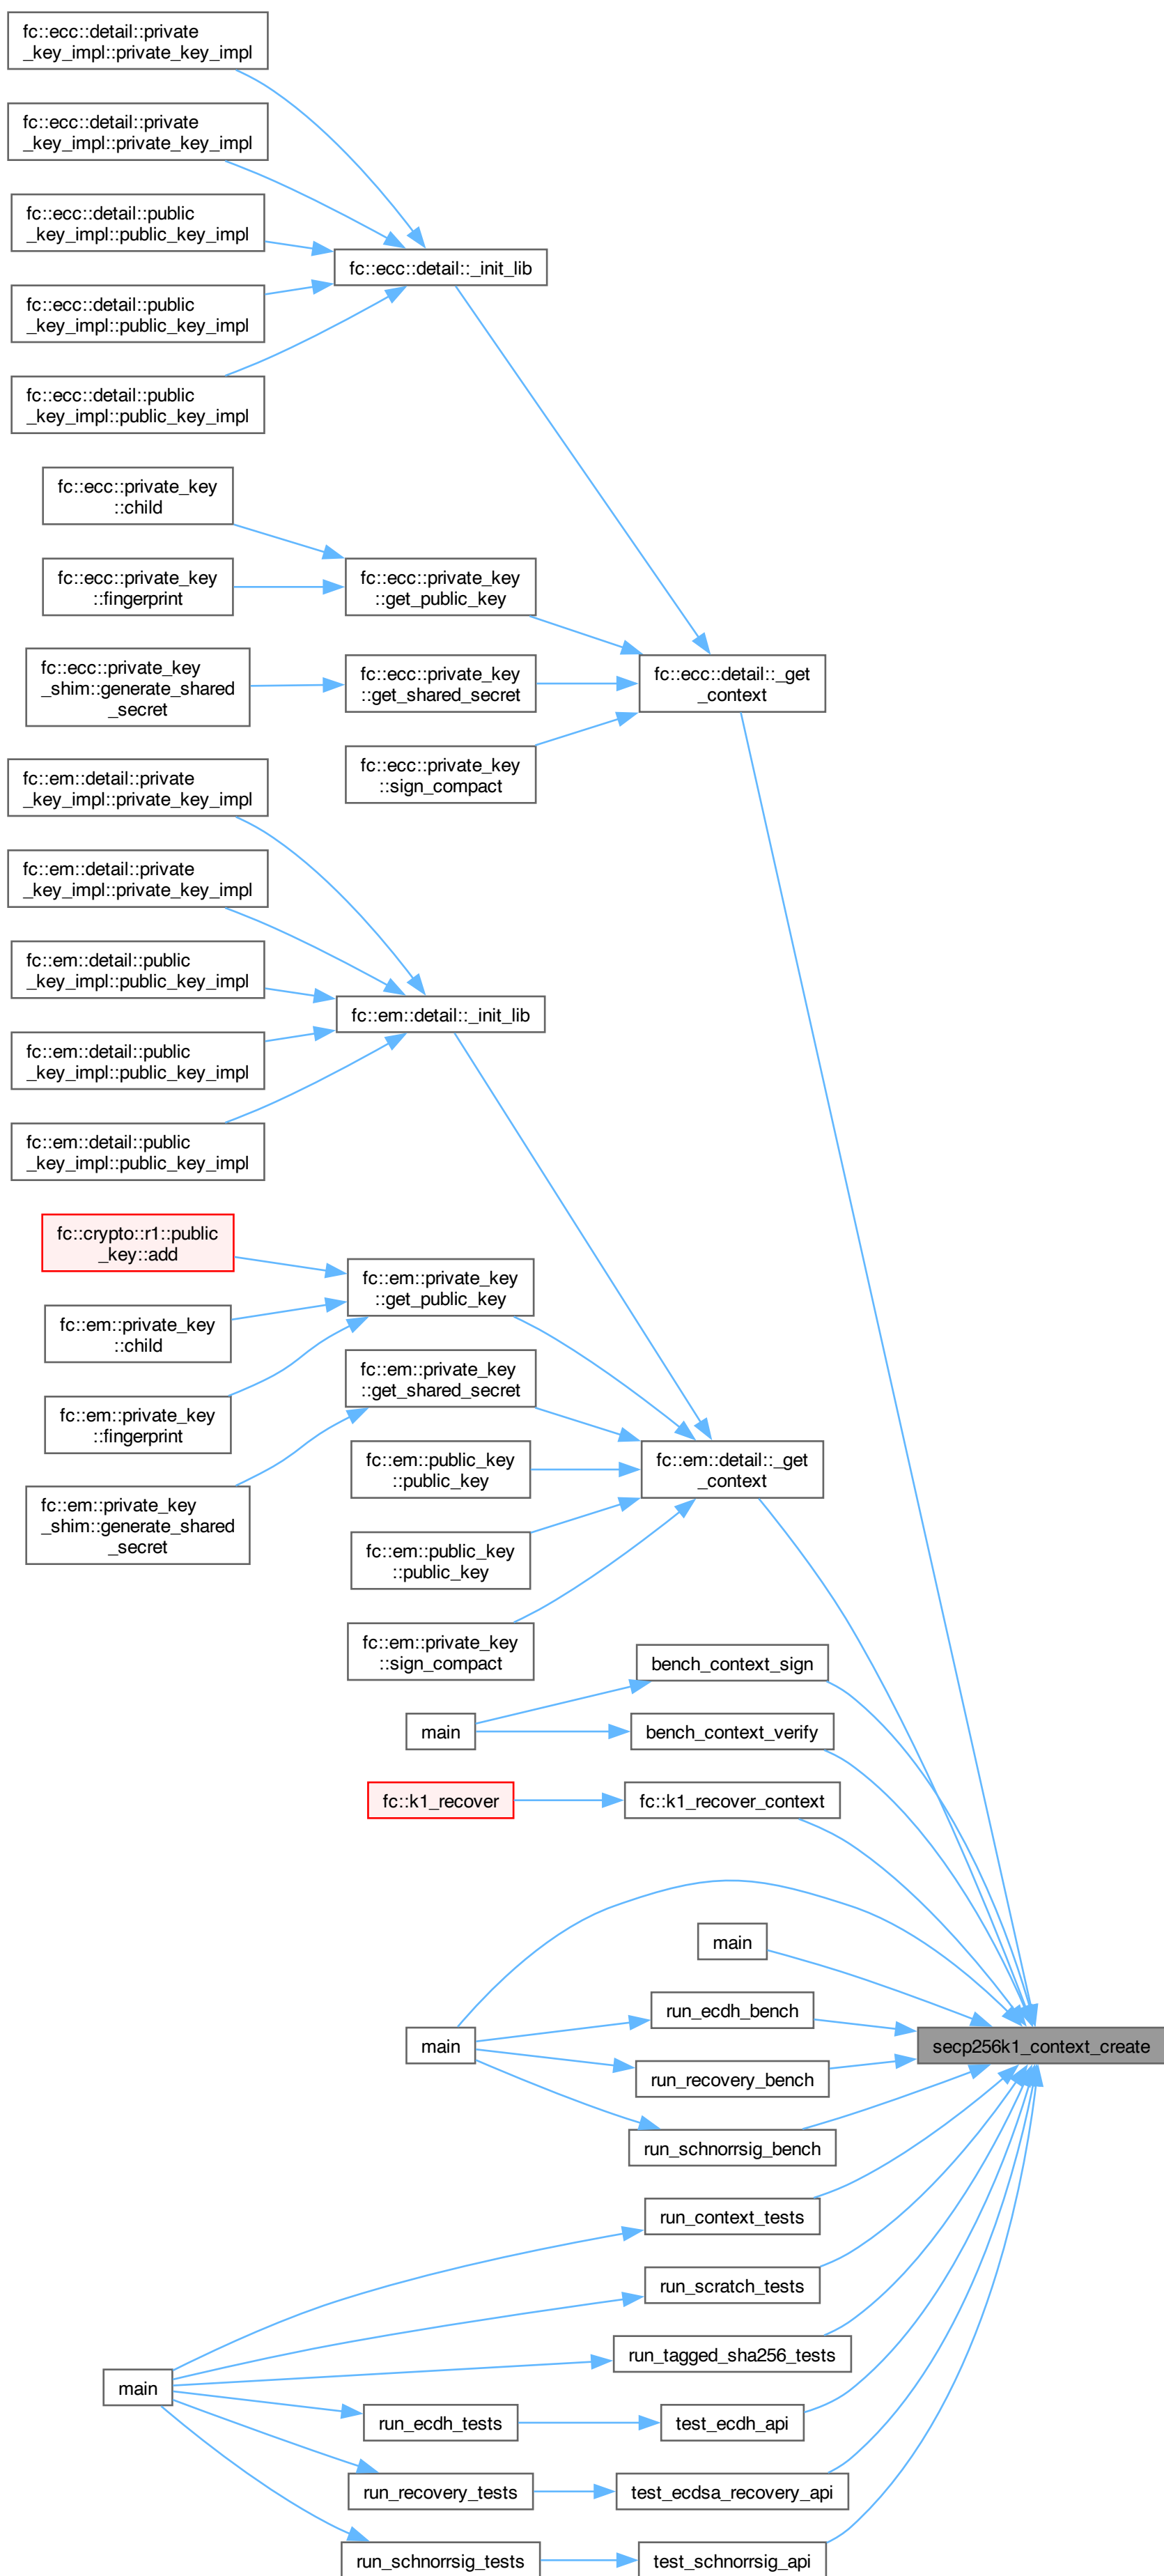 fc::ecc::detail::private
_key_impl::private_key_impl
fc::ecc::detail::private
_key_impl::private_key_impl
fc::ecc::detail::public
_key_impl::public_key_impl
fc::ecc::detail::_init_lib
fc::ecc::detail::public
_key_impl::public_key_impl
fc::ecc::detail::public
_key_impl::public_key_impl
fc::ecc::private_key
::child
fc::ecc::private_key
::fingerprint
fc::ecc::private_key
::get_public_key
fc::ecc::private_key
_shim::generate_shared
_secret
fc::ecc::private_key
::get_shared_secret
fc::ecc::detail::_get
_context
fc::ecc::private_key
::sign_compact
fc::em::detail::private
_key_impl::private_key_impl
fc::em::detail::private
_key_impl::private_key_impl
fc::em::detail::public
_key_impl::public_key_impl
fc::em::detail::_init_lib
fc::em::detail::public
_key_impl::public_key_impl
fc::em::detail::public
_key_impl::public_key_impl
fc::crypto::r1::public
_key::add
fc::em::private_key
::get_public_key
fc::em::private_key
::child
fc::em::private_key
::get_shared_secret
fc::em::private_key
::fingerprint
fc::em::public_key
::public_key
fc::em::detail::_get
_context
fc::em::private_key
_shim::generate_shared
_secret
fc::em::public_key
::public_key
fc::em::private_key
::sign_compact
bench_context_sign
main
bench_context_verify
fc::k1_recover
fc::k1_recover_context
main
run_ecdh_bench
main
secp256k1_context_create
run_recovery_bench
run_schnorrsig_bench
run_context_tests
run_scratch_tests
run_tagged_sha256_tests
main
run_ecdh_tests
test_ecdh_api
run_recovery_tests
test_ecdsa_recovery_api
run_schnorrsig_tests
test_schnorrsig_api